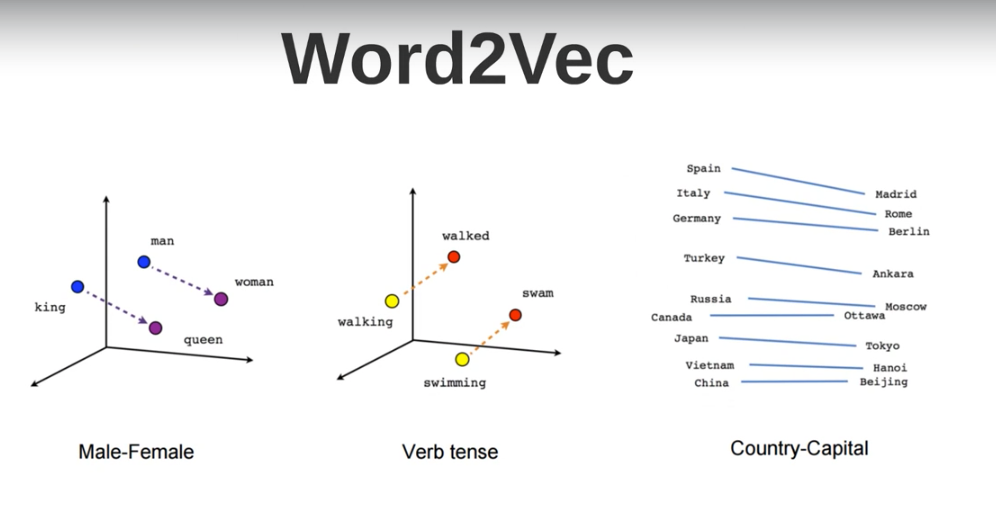 Word2Vec
man
woman
king
queen
Male-Female
walked
swam
walking
swimming
Verb tense
Spain
Madrid
Italy
Rome
Germany
Berlin
Turkey
Ankara
Russia
Moscow
Canada
Ottawa
Japan
Tokyo
Vietnam
Hanoi
China
Beijing
Country-Capital